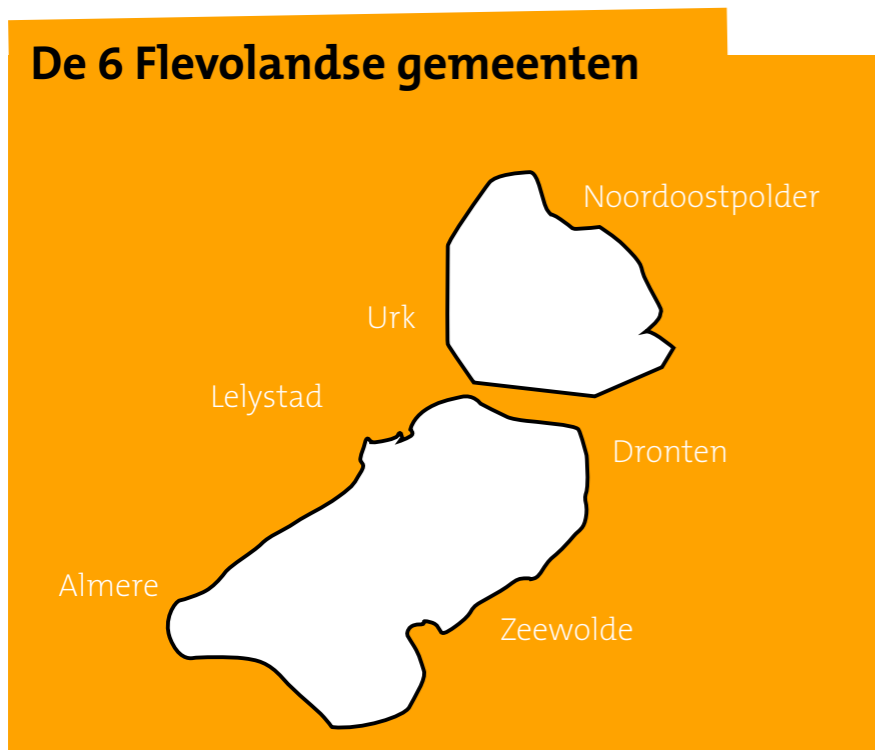 De 6 Flevolandse gemeenten
Noordoostpolder
Urk
Lelystad
Dronten
Almere
Zeewolde